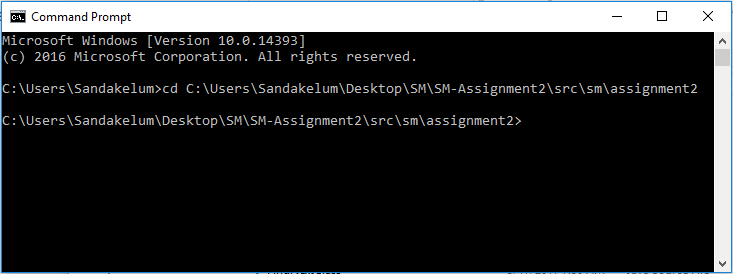 Command Prompt
Microsoft Windows [Version 10.0.14393]
(c) 2016 Microsoft Corporation. All rights reserved.
C:\Users\Sandakelum>cd C:\Users\Sandakelum\Desktop\SM\SM-Assignment2\src\sm\assignment2
C:\Users\Sandakelum\Desktop\SM\SM-Assignment2\src\sm\assignment2>